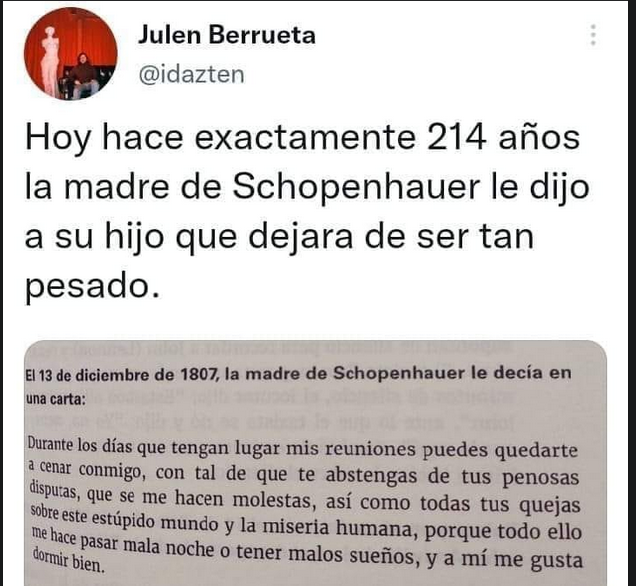 Julen Berrueta
@idazten
Hoy hace exactamente 214 años
la madre de Schopenhauer le dijo
a su hijo que dejara de ser tan
pesado.
El 13 de diciembre de 1807, la madre de Schopenhauer le decía en
una carta:
Durante los días que tengan lugar mis reuniones puedes quedarte
a cenar conmigo, con tal de que te abstengas de tus penosas
disputas, que se me hacen molestas, así como todas tus quejas
sobre este estúpido mundo y la miseria humana, porque todo ello
me hace pasar mala noche o tener malos sueños, y a mí me gusta
dormir bien.